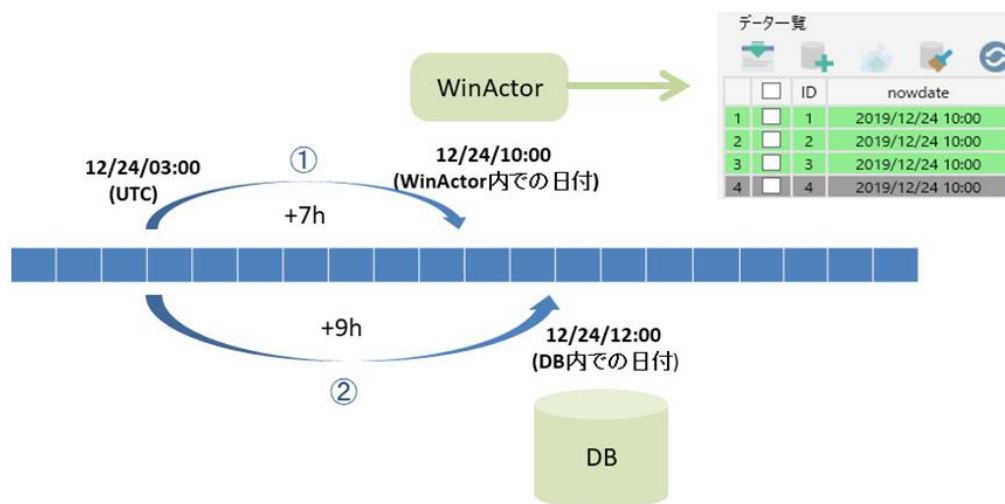 データ一覧
ID nowdate
1 1 2019/12/24 10:00
2 2 2019/12/24 10:00
3 3 2019/12/24 10:00
4 4 2019/12/24 10:00
WinActor
①
12/24/03:00
(UTC)
12/24/10:00
(WinActor内での日付)
+7h
+9h
12/24/12:00
(DB内での日付)
②
DB